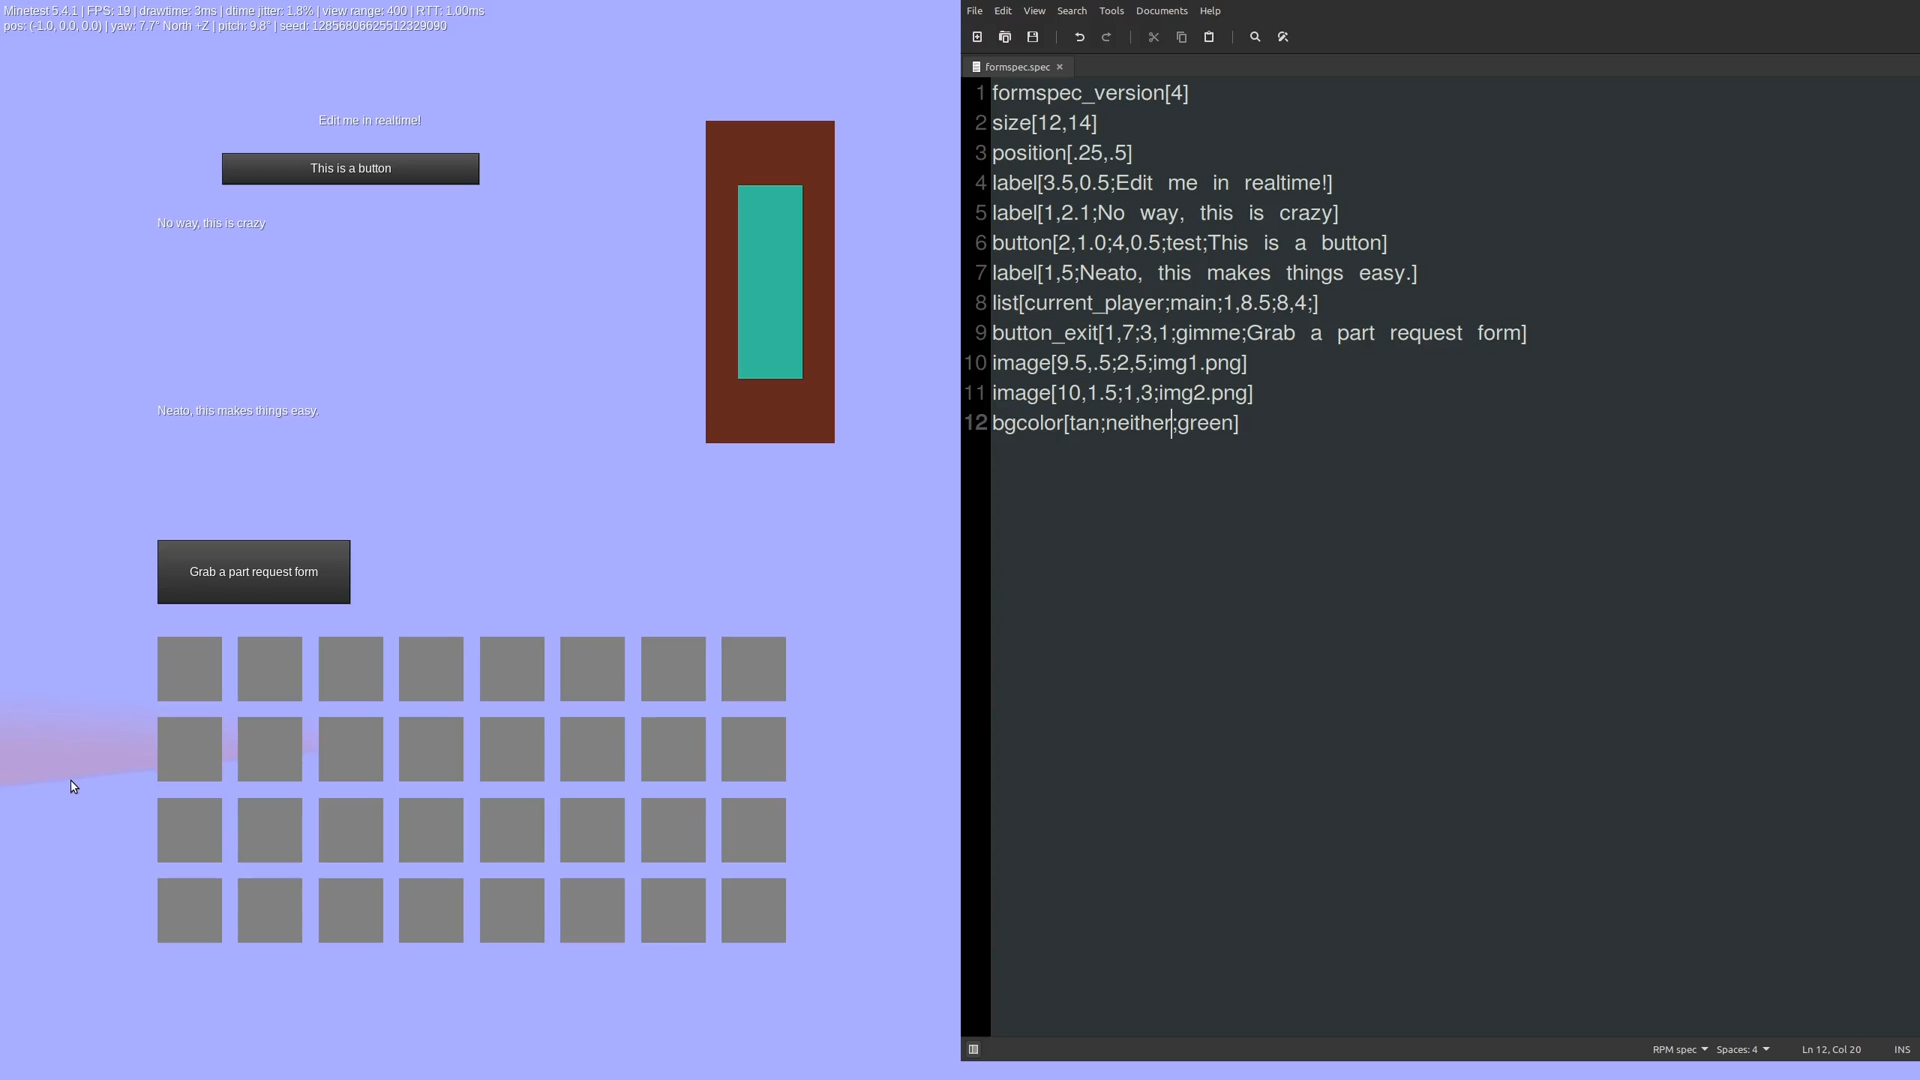 Minetest 5.4.1 | FPS: 19 | drawtime: 3ms | dtime jitter: 1.8% | view range: 400 | RTT: 1.00ms
pos: (-1.0, 0.0, 0.0) | yaw: 7.7° North +Z | pitch: 9.8° | seed: 12856806625512329090
Edit me in realtime!
This is a button
No way, this is crazy
Neato, this makes things easy.
Grab a part request form
File Edit View Search Tools Documents Help
formspec.spec ×
1 formspec_version[4]
2 size[12,14]
3 position[.25,.5]
4 label[3.5,0.5;Edit me in realtime!]
5 label[1,2.1;No way, this is crazy]
6 button[2,1.0;4,0.5;test;This is a button]
7 label[1,5;Neato, this makes things easy.]
8 list[current_player;main;1,8.5;8,4;]
9 button_exit[1,7;3,1;gimme;Grab a part request form]
10 image[9.5,.5;2,5;img1.png]
11 image[10,1.5;1,3;img2.png]
12 bgcolor[tan;neither;green]
RPM spec Spaces: 4 Ln 12, Col 20 INS